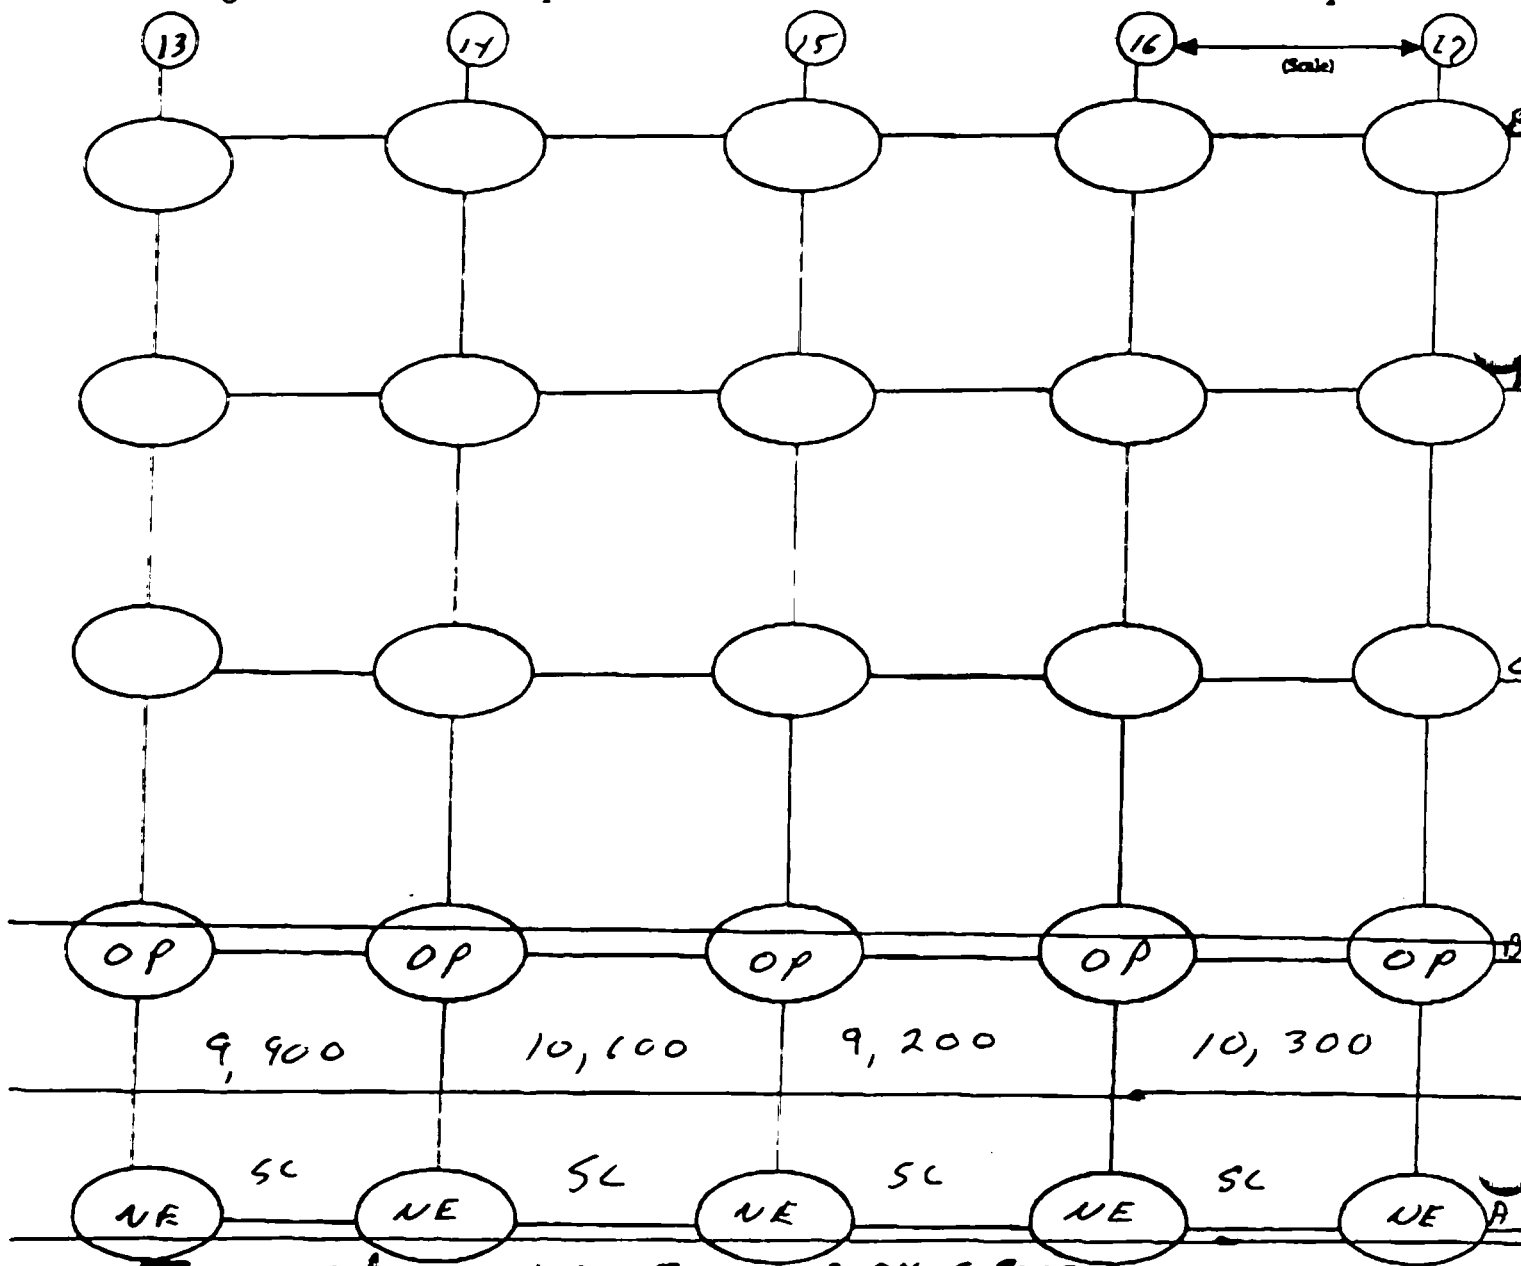 13 14 15 16 17
(Scale)
C
OP OP OP OP OP B
9,900 10,600 9,200 10,300
SC SC SC SC
NE NE NE NE NE A